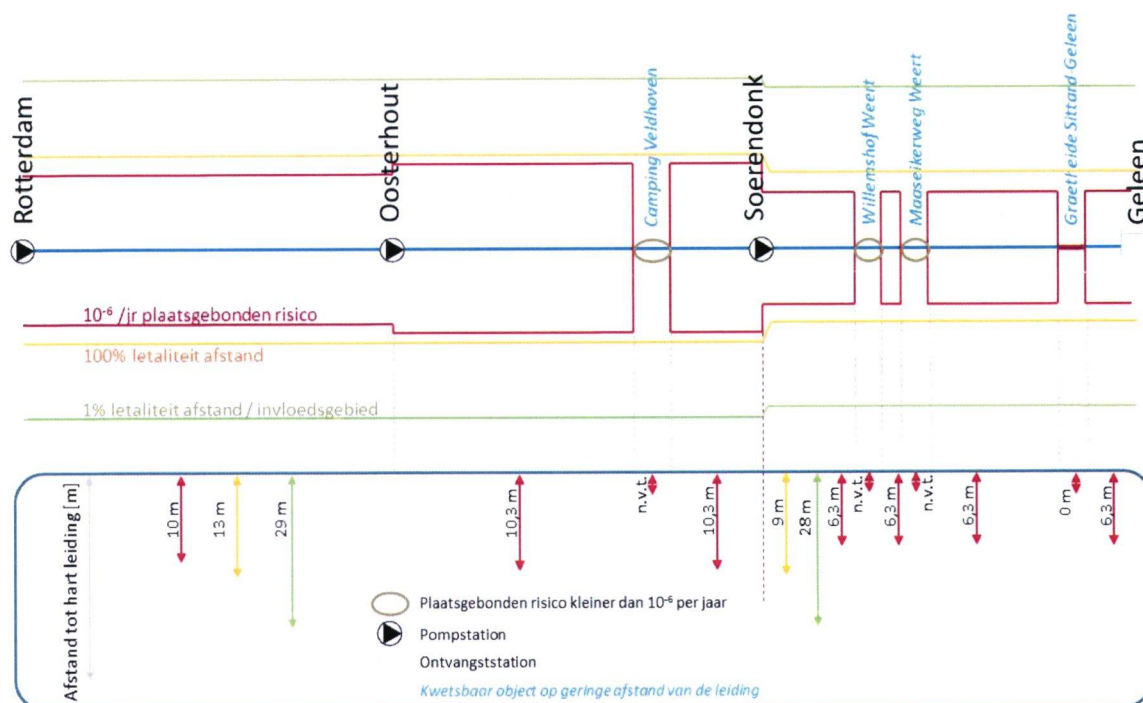 Rotterdam
Oosterhout
Camping Veldhoven
Soerendonk
Willemshof Weert
Maaseikerweg Weert
Graetheide Sittard Geleen
Geleen
10⁻⁶ /jr plaatsgebonden risico
100% letaliteit afstand
1% letaliteit afstand / invloedsgebied
Afstand tot hart leiding [m]
10 m
13 m
29 m
10,3 m
n.v.t.
10,3 m
9 m
28 m
6,3 m
n.v.t.
6,3 m
n.v.t.
6,3 m
0 m
6,3 m
Plaatsgebonden risico kleiner dan 10⁻⁶ per jaar
Pompstation
Ontvangststation
Kwetsbaar object op geringe afstand van de leiding